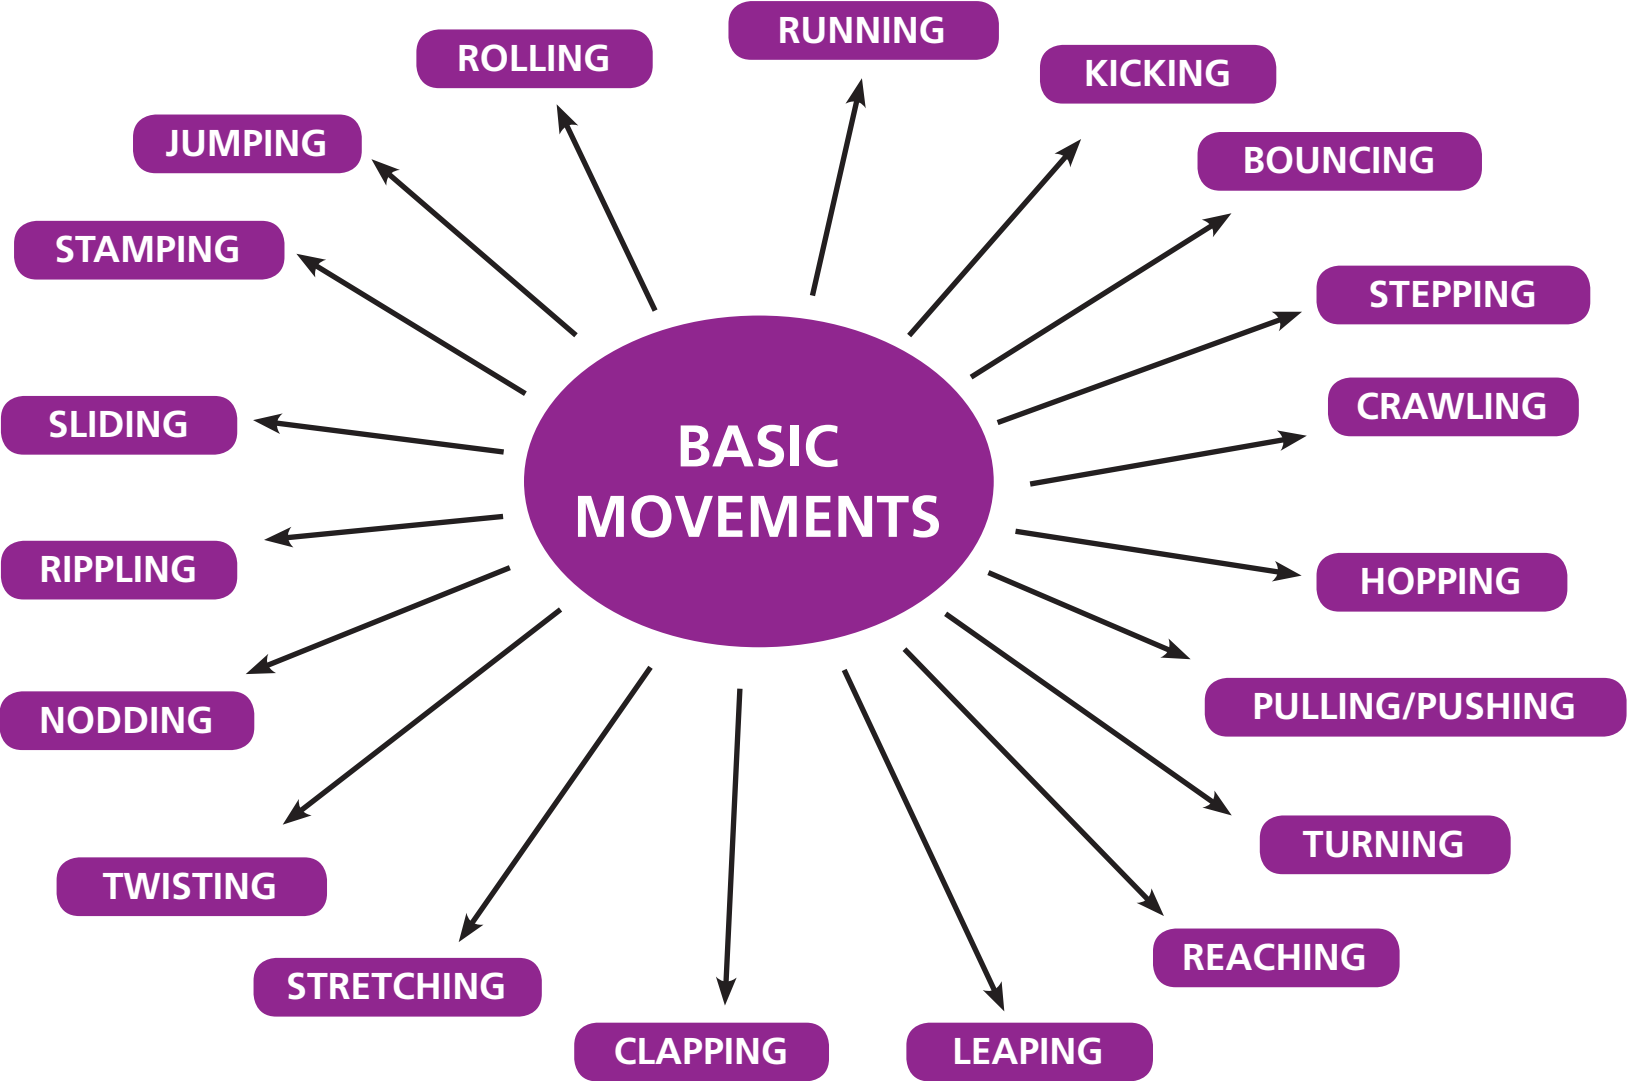 RUNNING
ROLLING
KICKING
JUMPING
BOUNCING
STAMPING
STEPPING
CRAWLING
SLIDING
BASIC
MOVEMENTS
RIPPLING
HOPPING
PULLING/PUSHING
NODDING
TURNING
TWISTING
REACHING
STRETCHING
CLAPPING
LEAPING